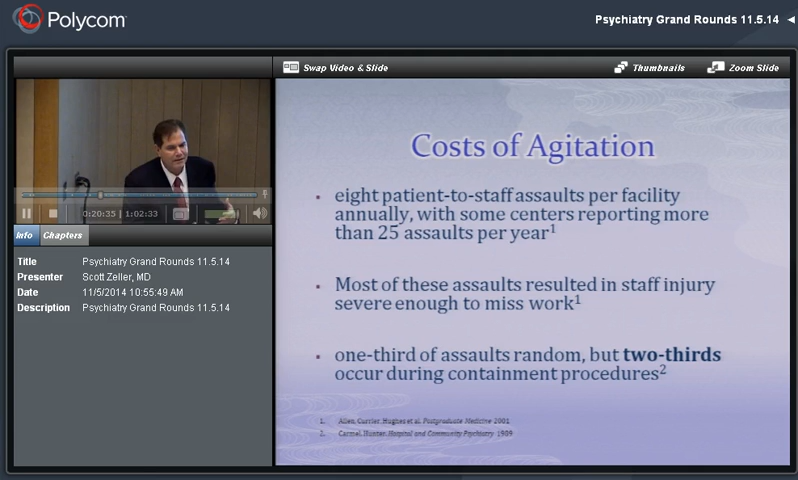 Polycom
Psychiatry Grand Rounds 11.5.14
Swap Video & Slide
Thumbnails
Zoom Slide
0:20:35 | 1:02:33
Info Chapters
Title Psychiatry Grand Rounds 11.5.14
Presenter Scott Zeller, MD
Date 11/5/2014 10:55:49 AM
Description Psychiatry Grand Rounds 11.5.14
Costs of Agitation
▪ eight patient-to-staff assaults per facility
annually, with some centers reporting more
than 25 assaults per year¹
▪ Most of these assaults resulted in staff injury
severe enough to miss work¹
▪ one-third of assaults random, but two-thirds
occur during containment procedures²
1. Allen, Currier, Hughes et al. Postgraduate Medicine 2001
2. Carmel, Hunter, Hospital and Community Psychiatry 1989